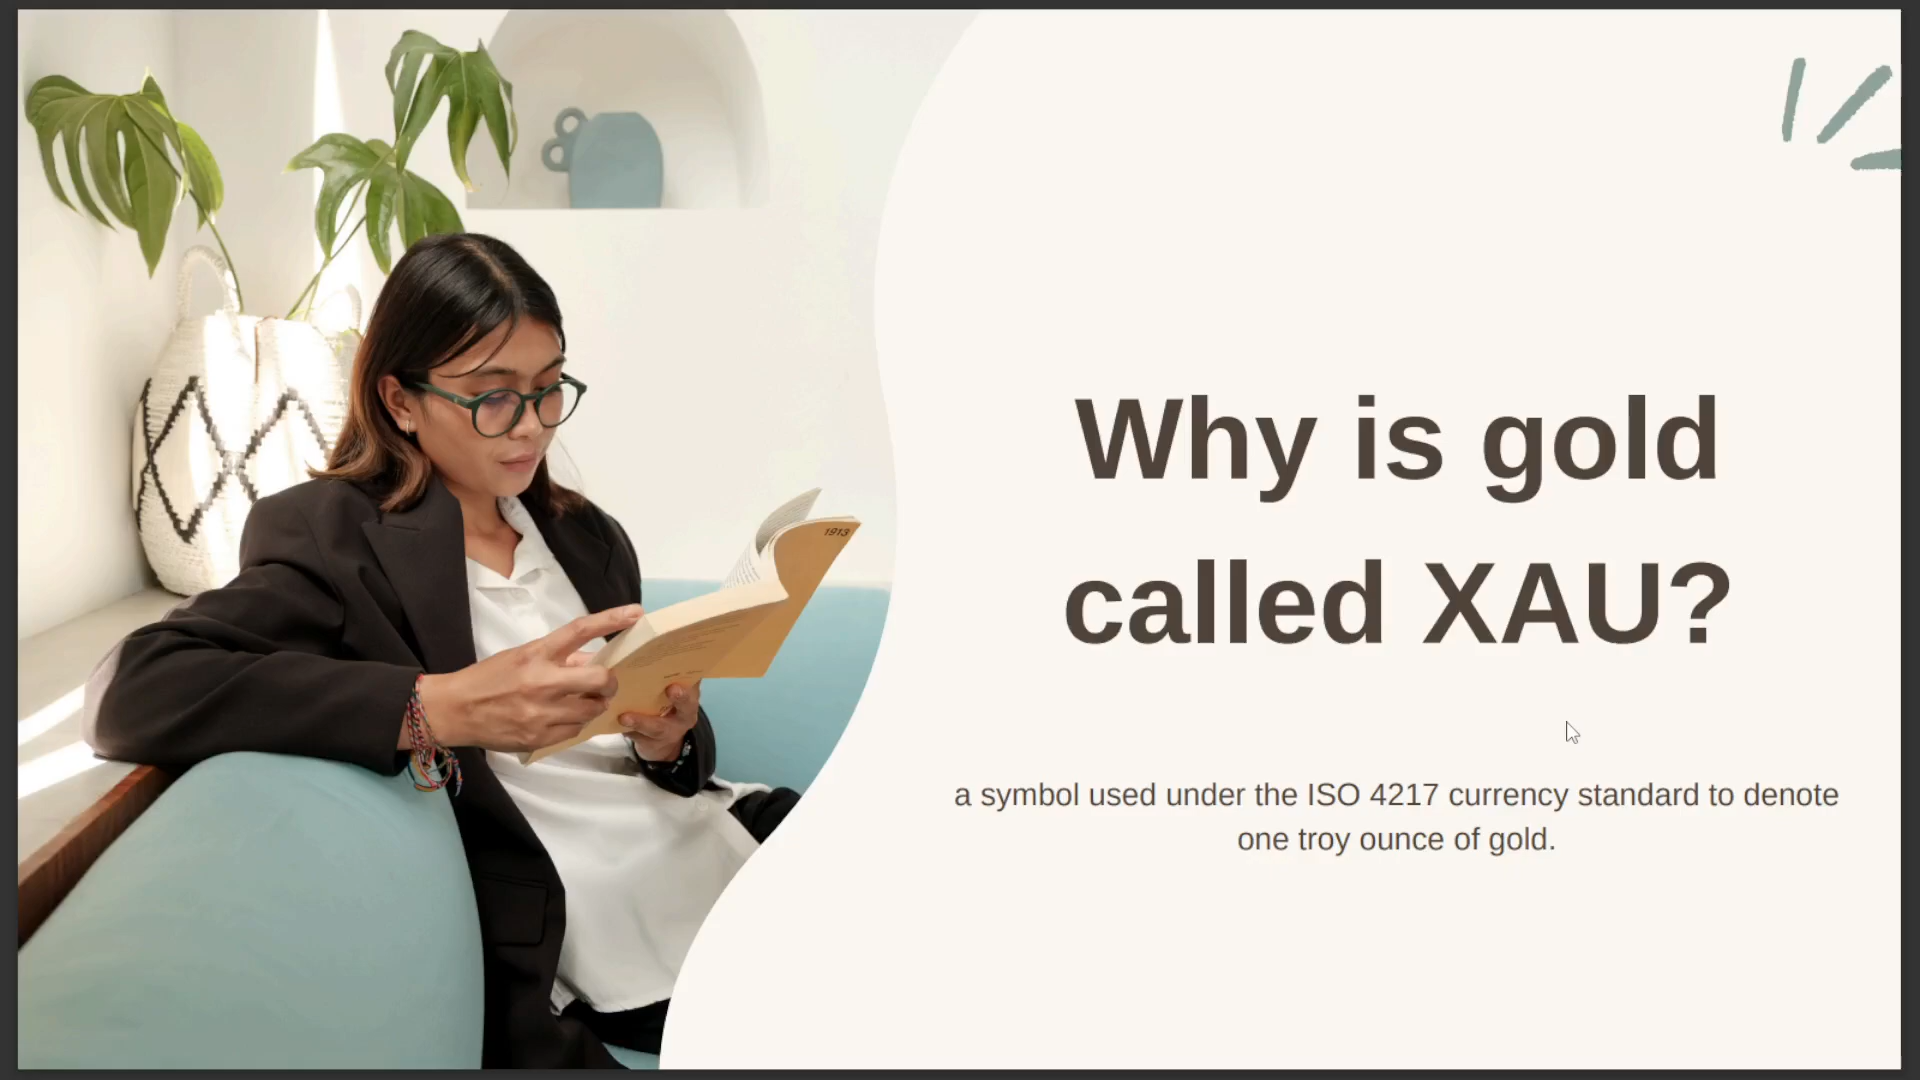 Why is gold
called XAU?
a symbol used under the ISO 4217 currency standard to denote
one troy ounce of gold.
1913